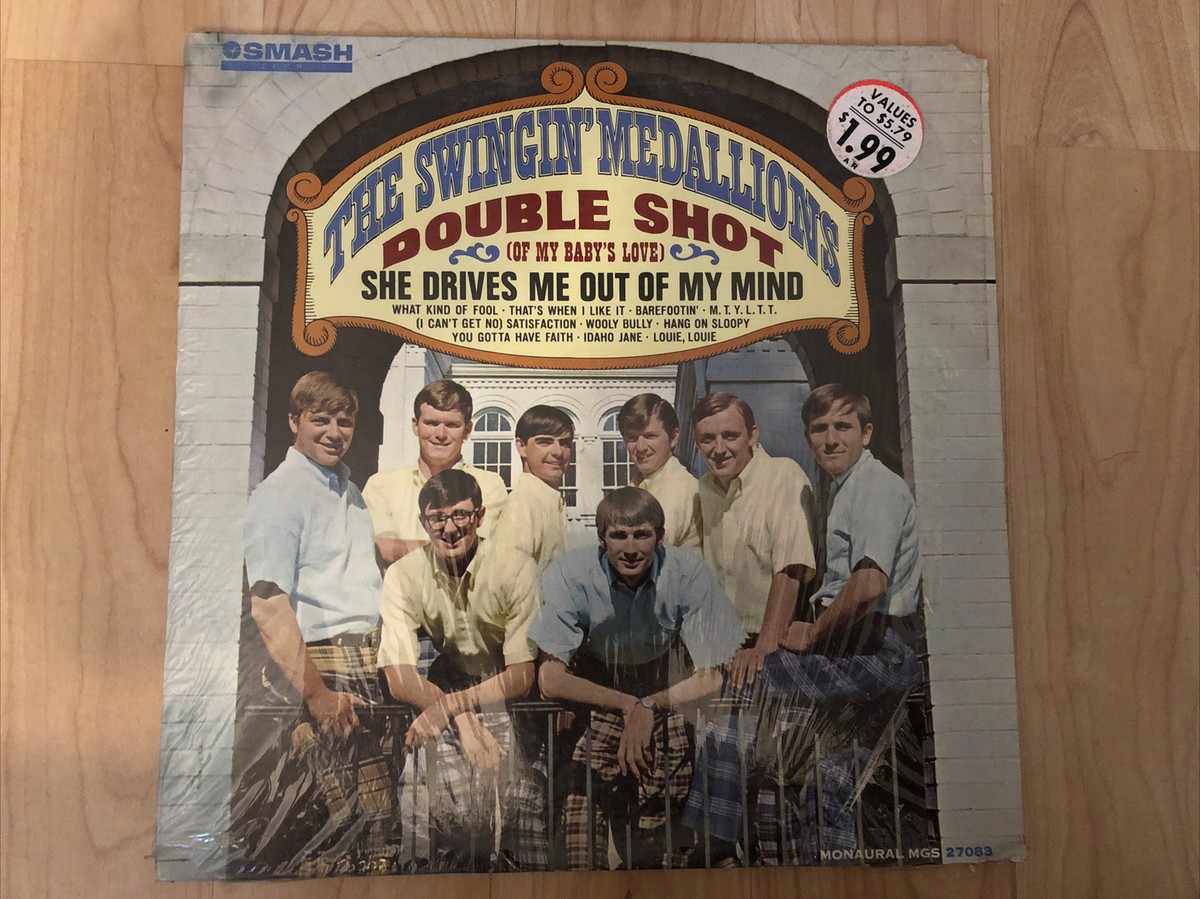 SMASH
RECORDS
VALUES
TO $5.79
$1.99
A.R.
THE SWINGIN' MEDALLIONS
DOUBLE SHOT
(OF MY BABY'S LOVE)
SHE DRIVES ME OUT OF MY MIND
WHAT KIND OF FOOL · THAT'S WHEN I LIKE IT · BAREFOOTIN' · M.T.Y.L.T.T.
(I CAN'T GET NO) SATISFACTION · WOOLY BULLY · HANG ON SLOOPY
YOU GOTTA HAVE FAITH · IDAHO JANE · LOUIE, LOUIE
MONAURAL MGS 27083